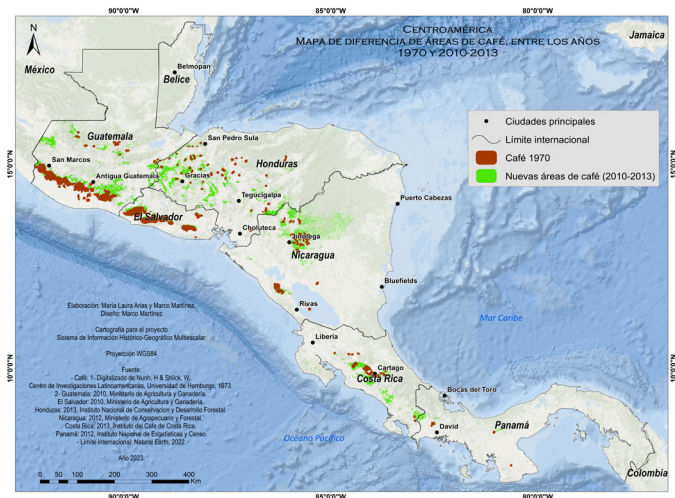 90°0'0"W
85°0'0"W
80°0'0"W
N
CENTROAMÉRICA
MAPA DE DIFERENCIA DE ÁREAS DE CAFÉ, ENTRE LOS AÑOS
1970 Y 2010-2013
Jamaica
México
Belmopan
Belice
Ciudades principales
Límite internacional
Café 1970
Nuevas áreas de café (2010-2013)
Guatemala
San Pedro Sula
Honduras
San Marcos
Antigua Guatemala
Gracias
15°0'0"N
15°0'0"N
Tegucigalpa
Puerto Cabezas
El Salvador
Choluteca
Jinotega
Nicaragua
Bluefields
Rivas
Mar Caribe
Liberia
Cartago
Costa Rica
10°0'0"N
10°0'0"N
Bocas del Toro
David
Panamá
Océano Pacífico
Colombia
Elaboración: María Laura Arias y Marco Martínez.
Diseño: Marco Martínez
Cartografía para el proyecto
Sistema de Información Histórico-Geográfico Multiescalar.
Proyección WGS84
Fuente:
- Café: 1- Digitalizado de Nunh, H & Shlick, W.
Centro de Investigaciones Latinoamericanas, Universidad de Hamburgo, 1973.
2- Guatemala: 2010, Ministerio de Agricultura y Ganadería.
El Salvador: 2010, Ministerio de Agricultura y Ganadería.
Honduras: 2013, Instituto Nacional de Conservacion y Desarrollo Forestal.
Nicaragua: 2012, Ministerio de Agropecuario y Forestal.
Costa Rica: 2013, Instituto del Cafe de Costa Rica.
Panamá: 2012, Instituto Nacional de Estadísticas y Censo.
- Límite internacional: Natural Earth, 2022
Año 2023.
0 50 100 200 300 400
Km
90°0'0"W
85°0'0"W
80°0'0"W